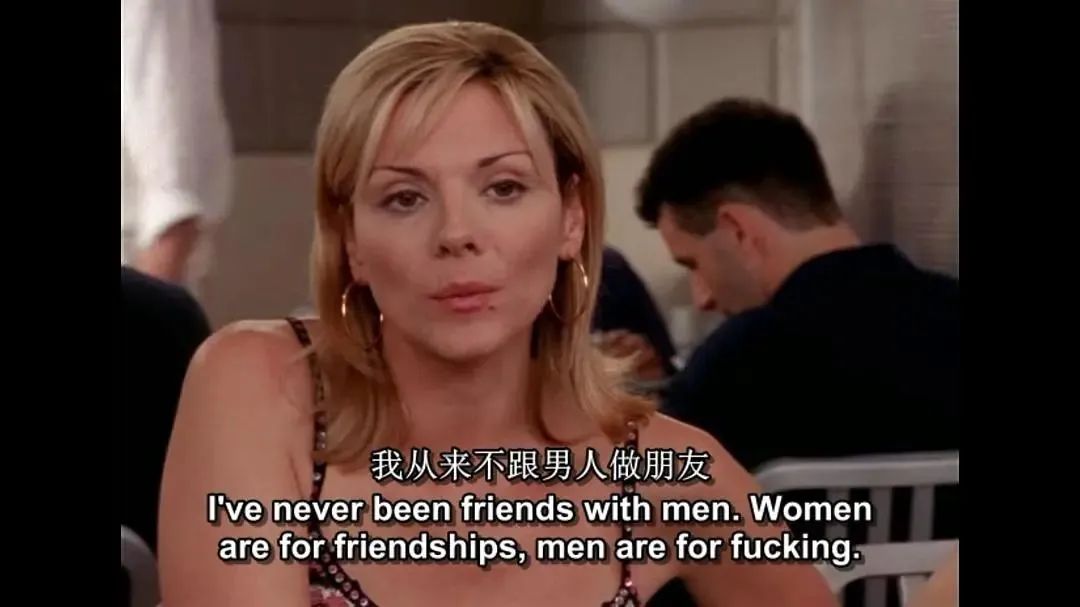 我从来不跟男人做朋友
I've never been friends with men. Women
are for friendships, men are for fucking.